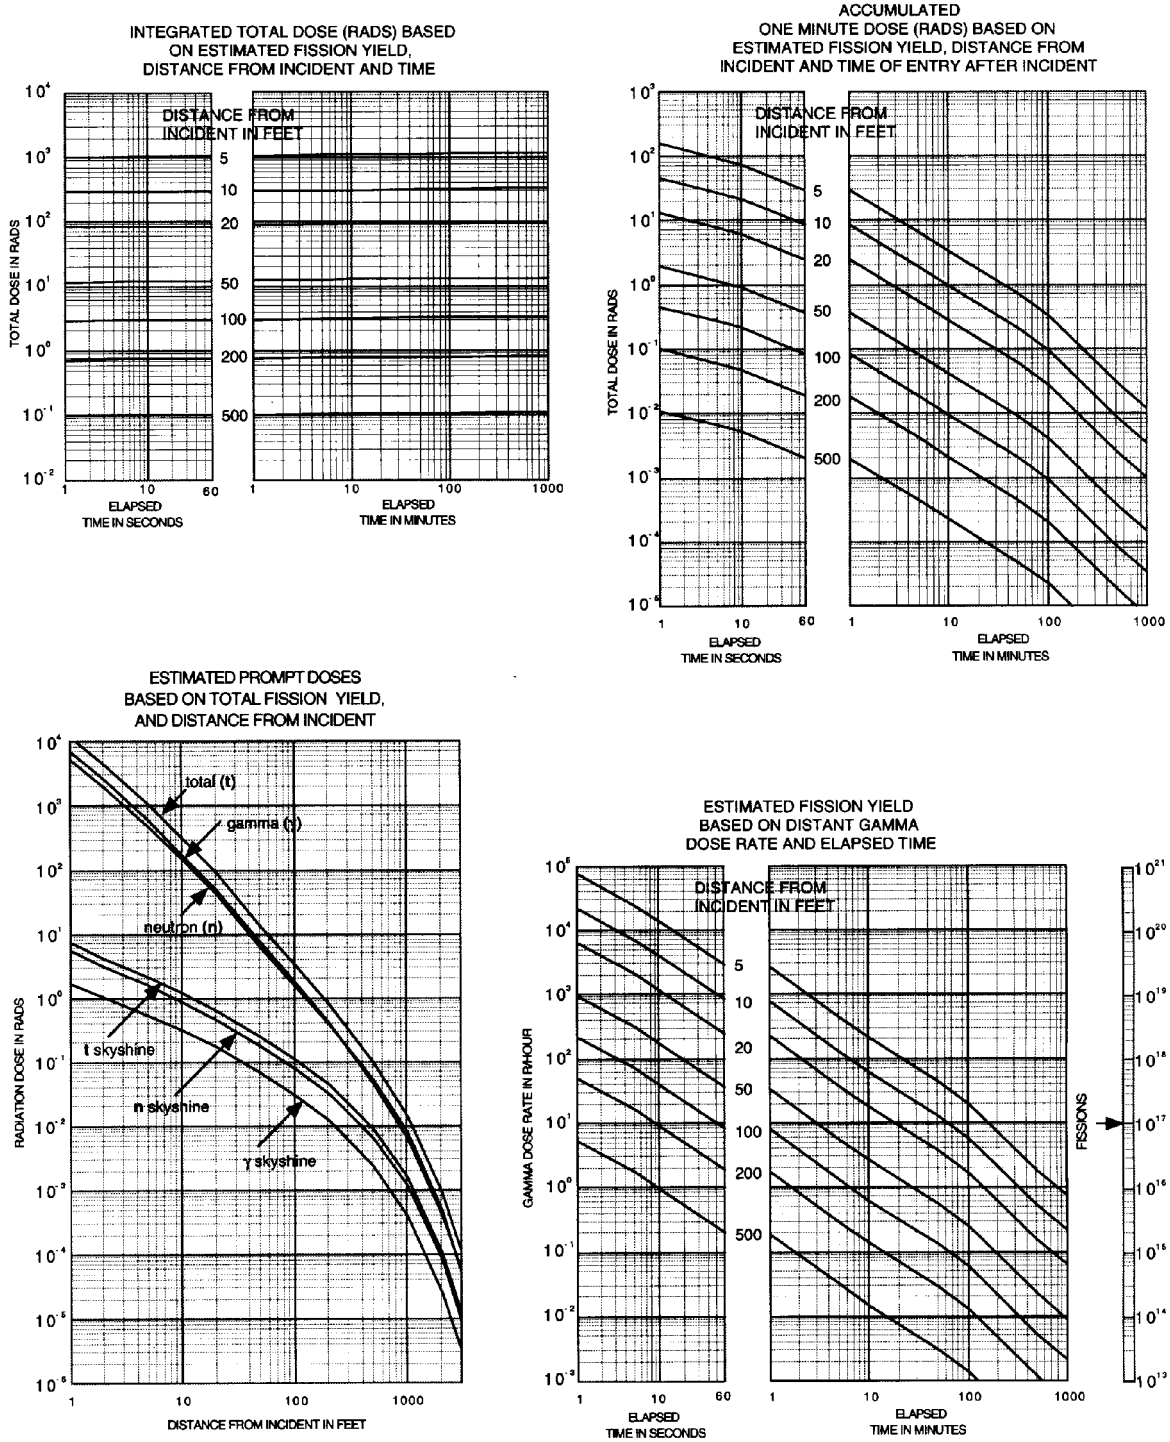 INTEGRATED TOTAL DOSE (RADS) BASED
ON ESTIMATED FISSION YIELD,
DISTANCE FROM INCIDENT AND TIME
10⁴
10³
10²
10¹
10⁰
10⁻¹
10⁻²
TOTAL DOSE IN RADS
DISTANCE FROM
INCIDENT IN FEET
5
10
20
50
100
200
500
1 10 60
1 10 100 1000
ELAPSED
TIME IN SECONDS
ELAPSED
TIME IN MINUTES
ACCUMULATED
ONE MINUTE DOSE (RADS) BASED ON
ESTIMATED FISSION YIELD, DISTANCE FROM
INCIDENT AND TIME OF ENTRY AFTER INCIDENT
10³
10²
10¹
10⁰
10⁻¹
10⁻²
10⁻³
10⁻⁴
10⁻⁵
TOTAL DOSE IN RADS
DISTANCE FROM
INCIDENT IN FEET
5
10
20
50
100
200
500
1 10 60
1 10 100 1000
ELAPSED
TIME IN SECONDS
ELAPSED
TIME IN MINUTES
ESTIMATED PROMPT DOSES
BASED ON TOTAL FISSION YIELD,
AND DISTANCE FROM INCIDENT
10⁴
10³
10²
10¹
10⁰
10⁻¹
10⁻²
10⁻³
10⁻⁴
10⁻⁵
10⁻⁶
RADIATION DOSE IN RADS
total (t)
gamma (γ)
neutron (n)
t skyshine
n skyshine
γ skyshine
1 10 100 1000
DISTANCE FROM INCIDENT IN FEET
ESTIMATED FISSION YIELD
BASED ON DISTANT GAMMA
DOSE RATE AND ELAPSED TIME
10⁵
10⁴
10³
10²
10¹
10⁰
10⁻¹
10⁻²
10⁻³
GAMMA DOSE RATE IN R/HOUR
DISTANCE FROM
INCIDENT IN FEET
5
10
20
50
100
200
500
1 10 60
1 10 100 1000
ELAPSED
TIME IN SECONDS
ELAPSED
TIME IN MINUTES
FISSIONS
10²¹
10²⁰
10¹⁹
10¹⁸
10¹⁷
10¹⁶
10¹⁵
10¹⁴
10¹³